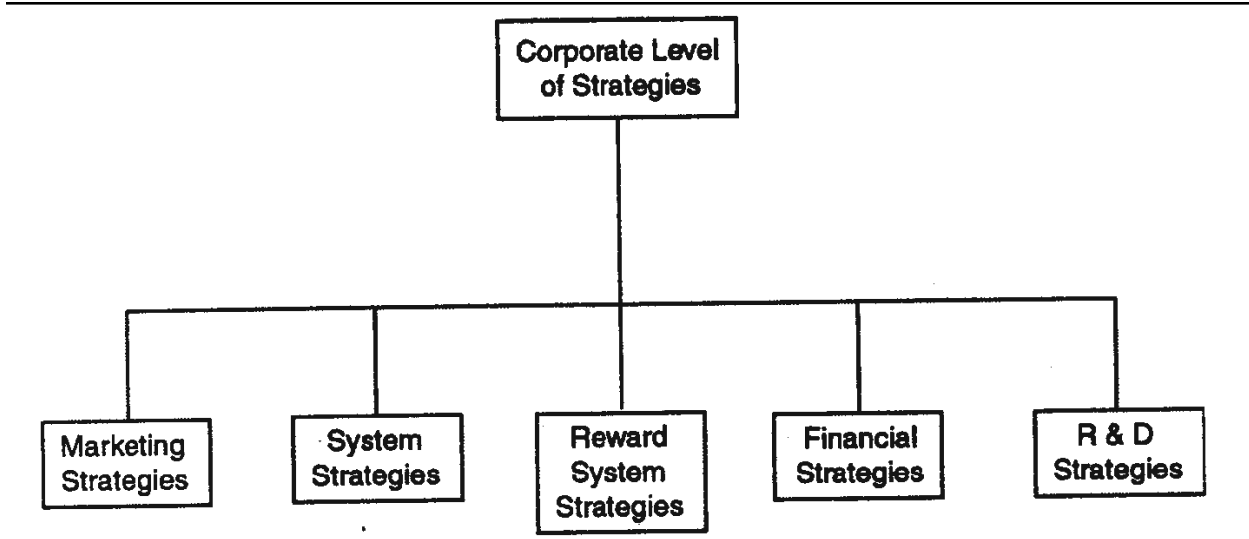 Corporate Level
of Strategies
Marketing
Strategies
System
Strategies
Reward
System
Strategies
Financial
Strategies
R & D
Strategies